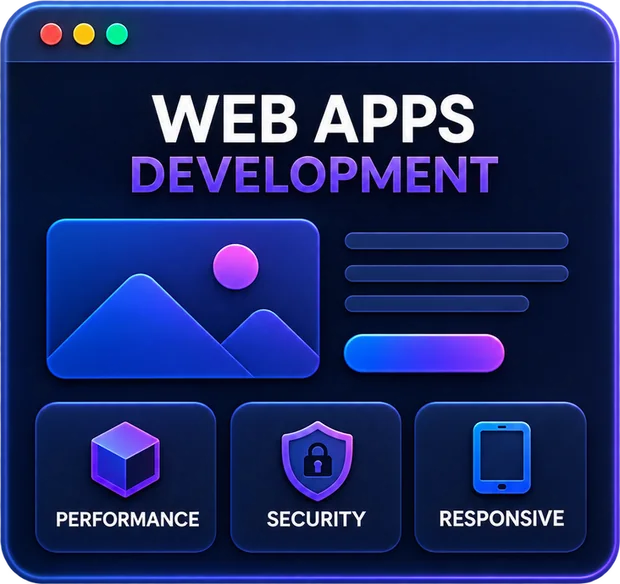 WEB APPS
DEVELOPMENT
PERFORMANCE
SECURITY
RESPONSIVE